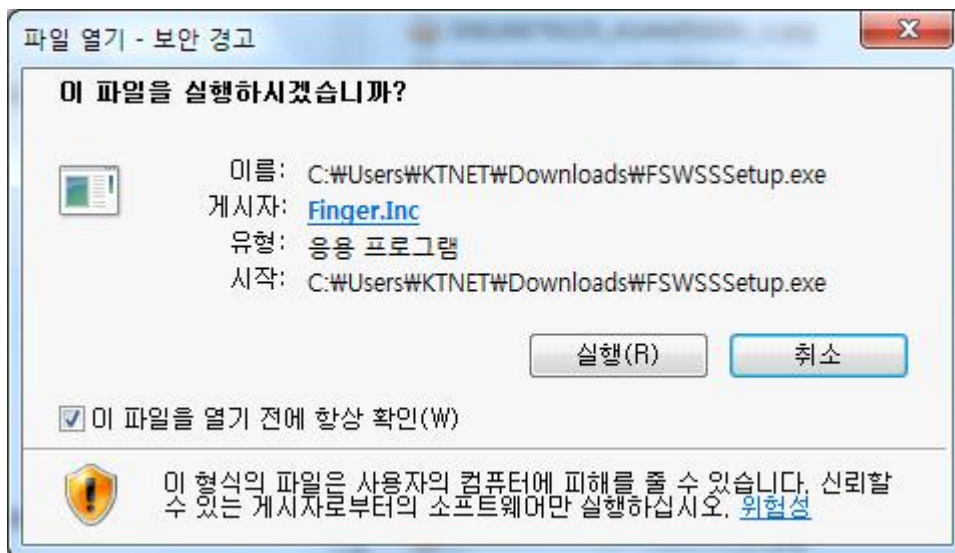 파일 열기 - 보안 경고
이 파일을 실행하시겠습니까?
이름: C:₩Users₩KTNET₩Downloads₩FSWSSSetup.exe
게시자: Finger.Inc
유형: 응용 프로그램
시작: C:₩Users₩KTNET₩Downloads₩FSWSSSetup.exe
실행(R) 취소
이 파일을 열기 전에 항상 확인(W)
이 형식의 파일은 사용자의 컴퓨터에 피해를 줄 수 있습니다. 신뢰할
수 있는 게시자로부터의 소프트웨어만 실행하십시오. 위험성